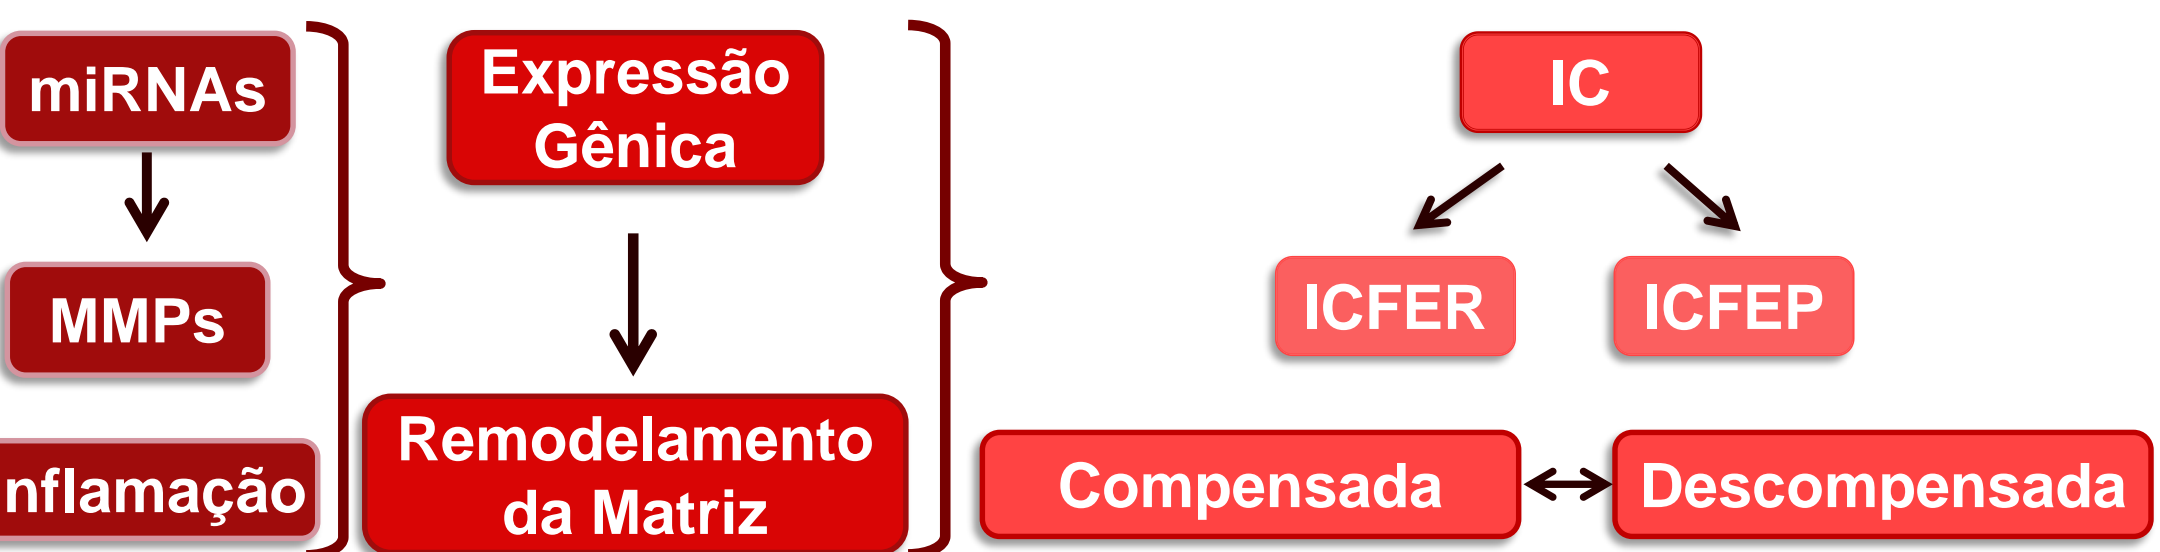 miRNAs
MMPs
nflamação
Expressão
Gênica
Remodelamento
da Matriz
IC
ICFER
ICFEP
Compensada
Descompensada